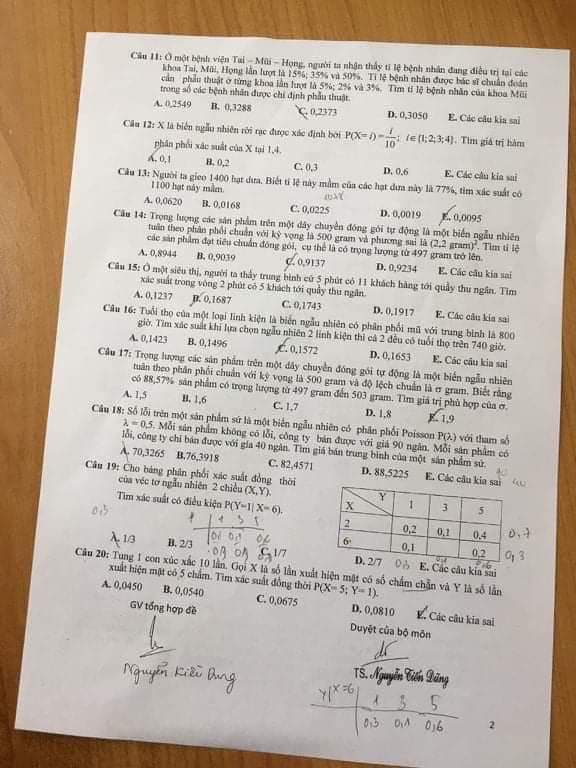 Câu 11: Ở một bệnh viện Tai – Mũi – Họng, người ta nhận thấy tỉ lệ bệnh nhân đang điều trị tại các
khoa Tai, Mũi, Họng lần lượt là 15%; 35% và 50%. Tỉ lệ bệnh nhân được bác sĩ chuẩn đoán
cần phẫu thuật ở từng khoa lần lượt là 5%; 2% và 3%. Tìm tỉ lệ bệnh nhân của khoa Mũi
trong số các bệnh nhân được chỉ định phẫu thuật.
A. 0,2549 B. 0,3288 C. 0,2373 D. 0,3050 E. Các câu kia sai
Câu 12: X là biến ngẫu nhiên rời rạc được xác định bởi P(X= i) = i/10; i∈{1;2;3;4}. Tìm giá trị hàm
phân phối xác suất của X tại 1,4.
A. 0,1 B. 0,2 C. 0,3 D. 0,6 E. Các câu kia sai
Câu 13: Người ta gieo 1400 hạt dưa. Biết tỉ lệ nảy mầm của các hạt dưa này là 77%, tìm xác suất có
1100 hạt nảy mầm.
A. 0,0620 B. 0,0168 C. 0,0225 D. 0,0019 E. 0,0095
Câu 14: Trọng lượng các sản phẩm trên một dây chuyền đóng gói tự động là một biến ngẫu nhiên
tuân theo phân phối chuẩn với kỳ vọng là 500 gram và phương sai là (2,2 gram)². Tìm tỉ lệ
các sản phẩm đạt tiêu chuẩn đóng gói, cụ thể là có trọng lượng từ 497 gram trở lên.
A. 0,8944 B. 0,9039 C. 0,9137 D. 0,9234 E. Các câu kia sai
Câu 15: Ở một siêu thị, người ta thấy trung bình cứ 5 phút có 11 khách hàng tới quầy thu ngân. Tìm
xác suất trong vòng 2 phút có 5 khách tới quầy thu ngân.
A. 0,1237 B. 0,1687 C. 0,1743 D. 0,1917 E. Các câu kia sai
Câu 16: Tuổi thọ của một loại linh kiện là biến ngẫu nhiên có phân phối mũ với trung bình là 800
giờ. Tìm xác suất khi lựa chọn ngẫu nhiên 2 linh kiện thì cả 2 đều có tuổi thọ trên 740 giờ.
A. 0,1423 B. 0,1496 C. 0,1572 D. 0,1653 E. Các câu kia sai
Câu 17: Trọng lượng các sản phẩm trên một dây chuyền đóng gói tự động là một biến ngẫu nhiên
tuân theo phân phối chuẩn với kỳ vọng là 500 gram và độ lệch chuẩn là σ gram. Biết rằng
có 88,57% sản phẩm có trọng lượng từ 497 gram đến 503 gram. Tìm giá trị phù hợp của σ.
A. 1,5 B. 1,6 C. 1,7 D. 1,8 E. 1,9
Câu 18: Số lỗi trên một sản phẩm sứ là một biến ngẫu nhiên có phân phối Poisson P(λ) với tham số
λ = 0,5. Mỗi sản phẩm không có lỗi, công ty bán được với giá 90 ngàn. Mỗi sản phẩm có
lỗi, công ty chỉ bán được với gía 40 ngàn. Tìm giá bán trung bình của một sản phẩm sứ.
A. 70,3265 B.76,3918 C. 82,4571 D. 88,5225 E. Các câu kia sai
Câu 19: Cho bảng phân phối xác suất đồng thời
của véc tơ ngẫu nhiên 2 chiều (X,Y).
Tìm xác suất có điều kiện P(Y=1| X= 6).
X Y 1 3 5
2 0,2 0,1 0,4 0,7
6 0,1 0,2 0,3
0,3
1 3 5
A. 1/3 B. 2/3 C. 1/7 D. 2/7 E. Các câu kia sai
Câu 20: Tung 1 con xúc xắc 10 lần. Gọi X là số lần xuất hiện mặt có số chấm chẵn và Y là số lần
xuất hiện mặt có 5 chấm. Tìm xác suất đồng thời P(X= 5; Y= 1).
A. 0,0450 B. 0,0540 C. 0,0675 D. 0,0810 E. Các câu kia sai
GV tổng hợp đề
Duyệt của bộ môn
Nguyễn Kiều Dung
TS. Nguyễn Tiến Dũng
Y|X=6 1 3 5
0,3 0,1 0,6
2